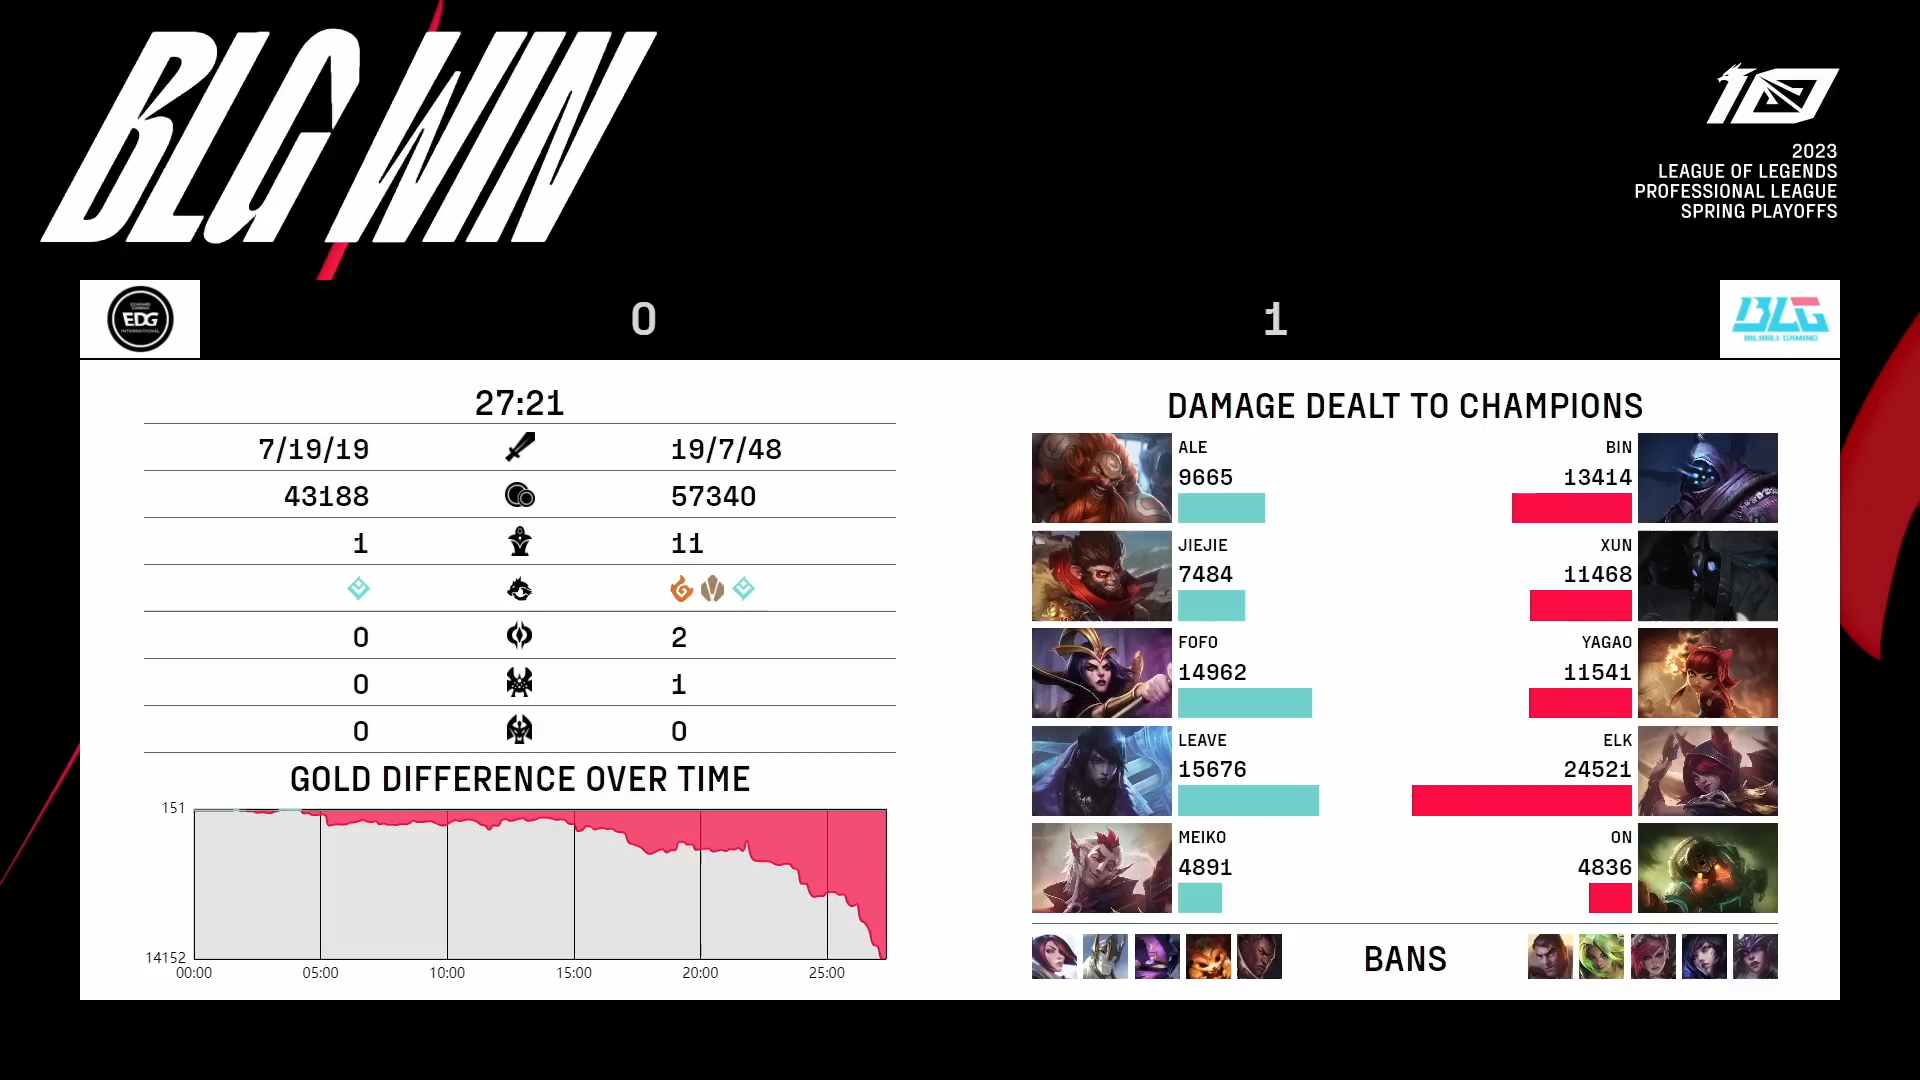 BLG WIN
2023
LEAGUE OF LEGENDS
PROFESSIONAL LEAGUE
SPRING PLAYOFFS
EDG
INTERNATIONAL
0
1
BLG
BILIBILI GAMING
27:21
7/19/19 19/7/48
43188 57340
1 11
0 2
0 1
0 0
GOLD DIFFERENCE OVER TIME
151
14152
00:00 05:00 10:00 15:00 20:00 25:00
DAMAGE DEALT TO CHAMPIONS
ALE BIN
9665 13414
JIEJIE XUN
7484 11468
FOFO YAGAO
14962 11541
LEAVE ELK
15676 24521
MEIKO ON
4891 4836
BANS